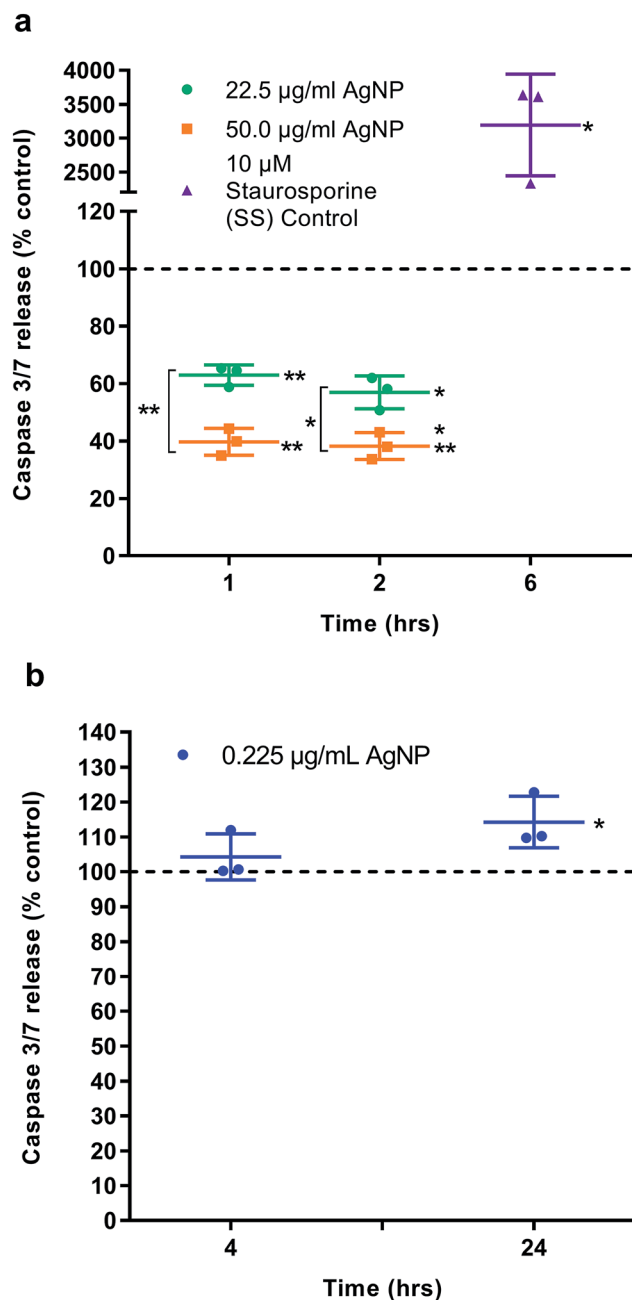 a
Caspase 3/7 release (% control)
4000
3500
3000
2500
120
100
80
60
40
20
0
22.5 µg/ml AgNP
50.0 µg/ml AgNP
10 µM
Staurosporine
(SS) Control
*
**
**
**
*
*
*
**
1 2 6
Time (hrs)
b
Caspase 3/7 release (% control)
140
130
120
110
100
90
80
70
60
50
40
30
20
10
0
0.225 µg/mL AgNP
*
4 24
Time (hrs)